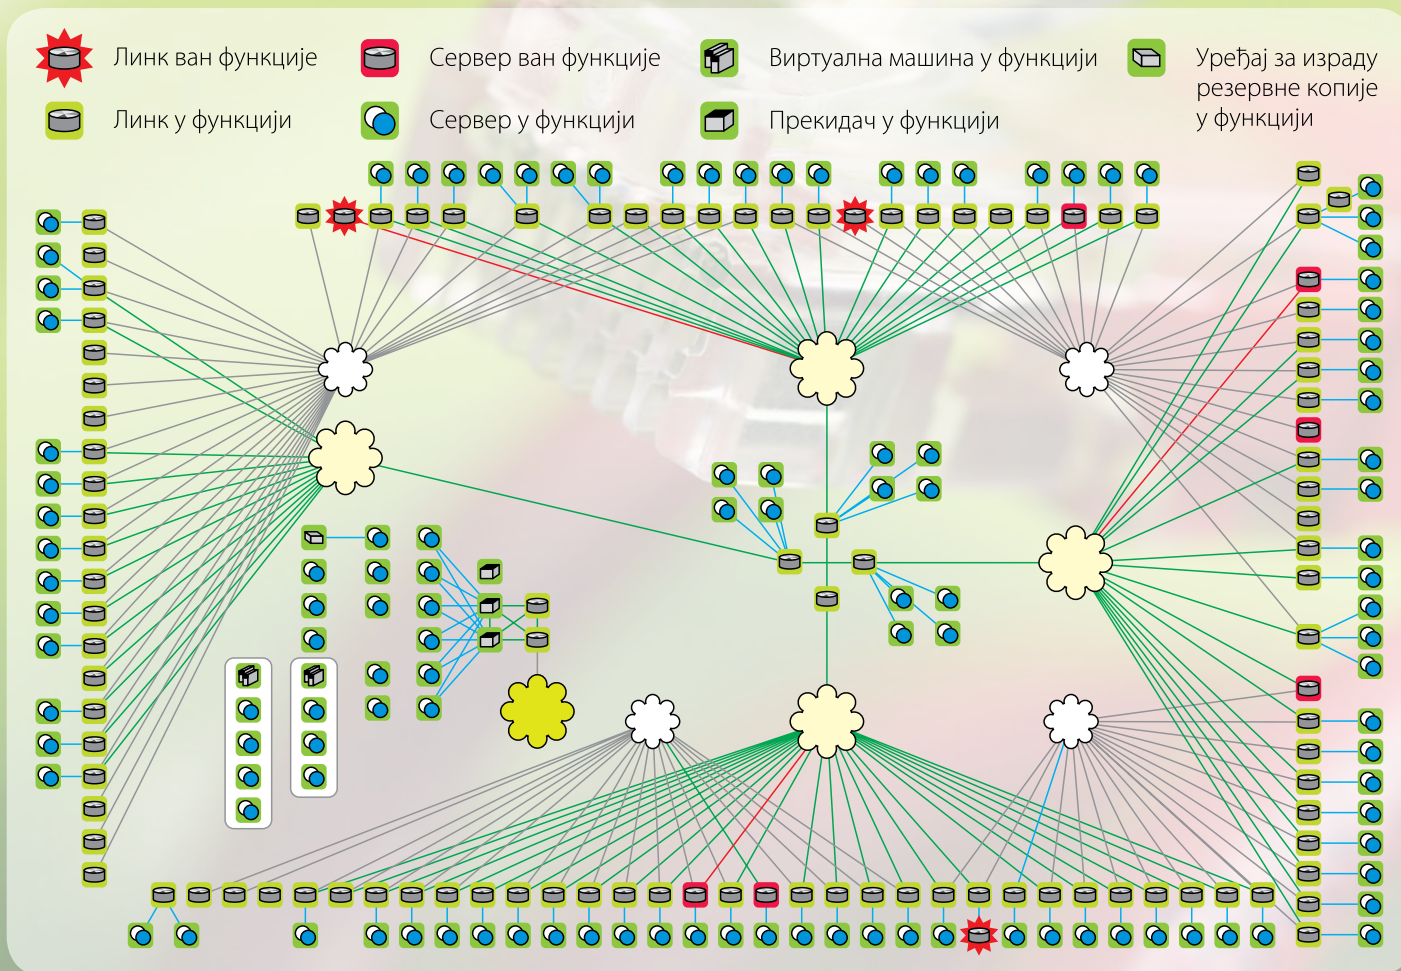 Линк ван функције
Сервер ван функције
Виртуална машина у функцији
Уређај за израду
резервне копије
у функцији
Линк у функцији
Сервер у функцији
Прекидач у функцији